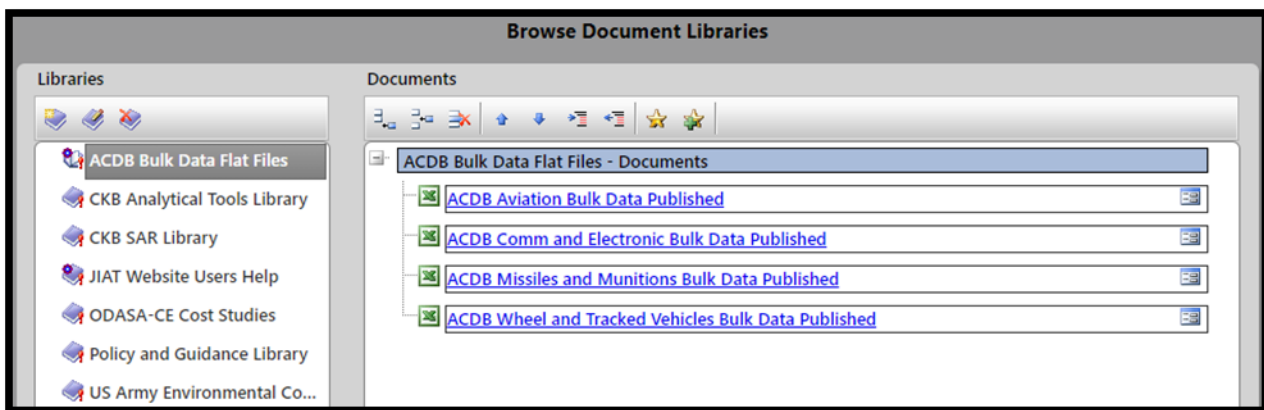 Browse Document Libraries
Libraries
Documents
ACDB Bulk Data Flat Files
CKB Analytical Tools Library
CKB SAR Library
JIAT Website Users Help
ODASA-CE Cost Studies
Policy and Guidance Library
US Army Environmental Co...
ACDB Bulk Data Flat Files - Documents
ACDB Aviation Bulk Data Published
ACDB Comm and Electronic Bulk Data Published
ACDB Missiles and Munitions Bulk Data Published
ACDB Wheel and Tracked Vehicles Bulk Data Published